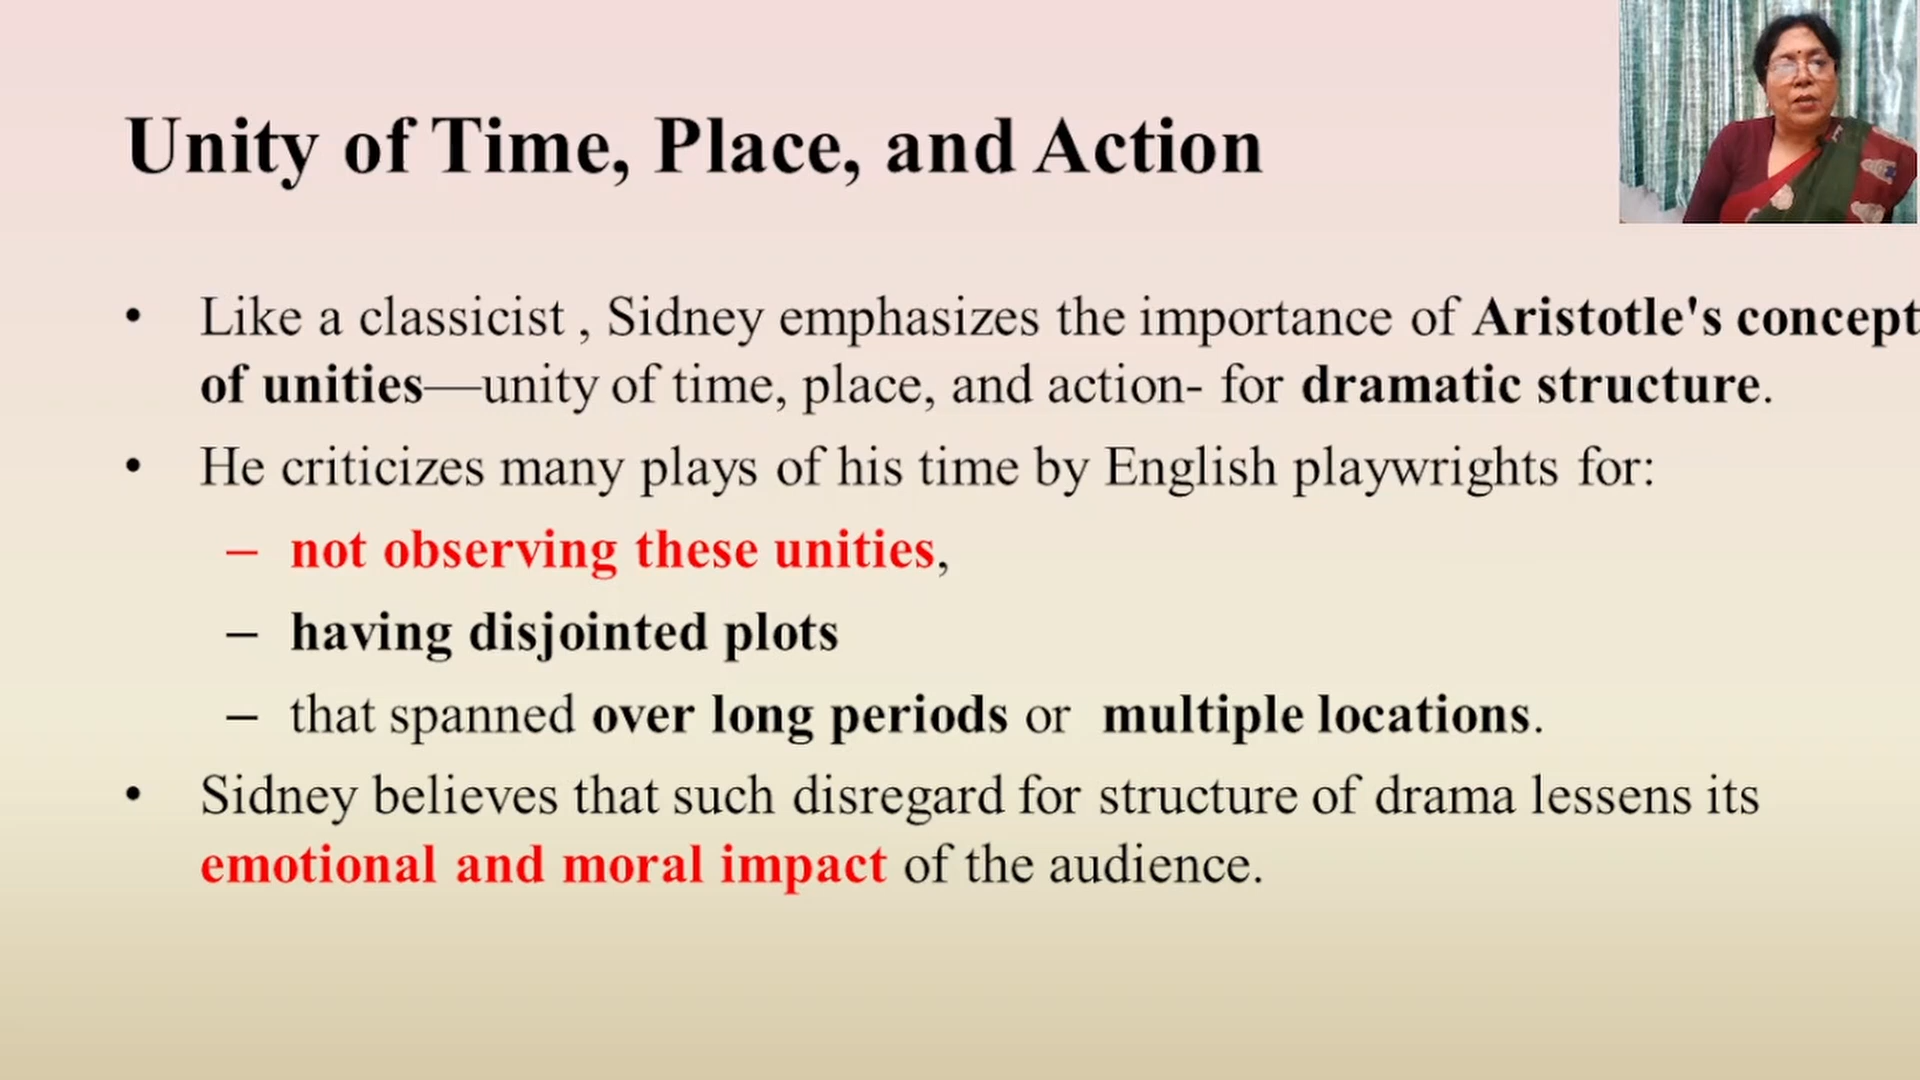 Unity of Time, Place, and Action
• Like a classicist , Sidney emphasizes the importance of Aristotle's concept
of unities—unity of time, place, and action- for dramatic structure.
• He criticizes many plays of his time by English playwrights for:
– not observing these unities,
– having disjointed plots
– that spanned over long periods or multiple locations.
• Sidney believes that such disregard for structure of drama lessens its
emotional and moral impact of the audience.